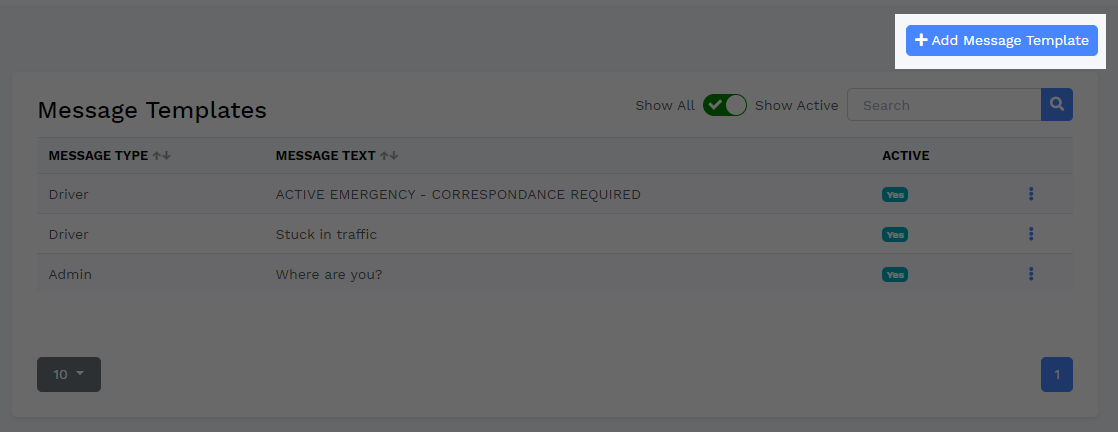 Add Message Template
Message Templates
Show All Show Active Search
MESSAGE TYPE MESSAGE TEXT ACTIVE
Driver ACTIVE EMERGENCY - CORRESPONDANCE REQUIRED Yes
Driver Stuck in traffic Yes
Admin Where are you? Yes
10 1